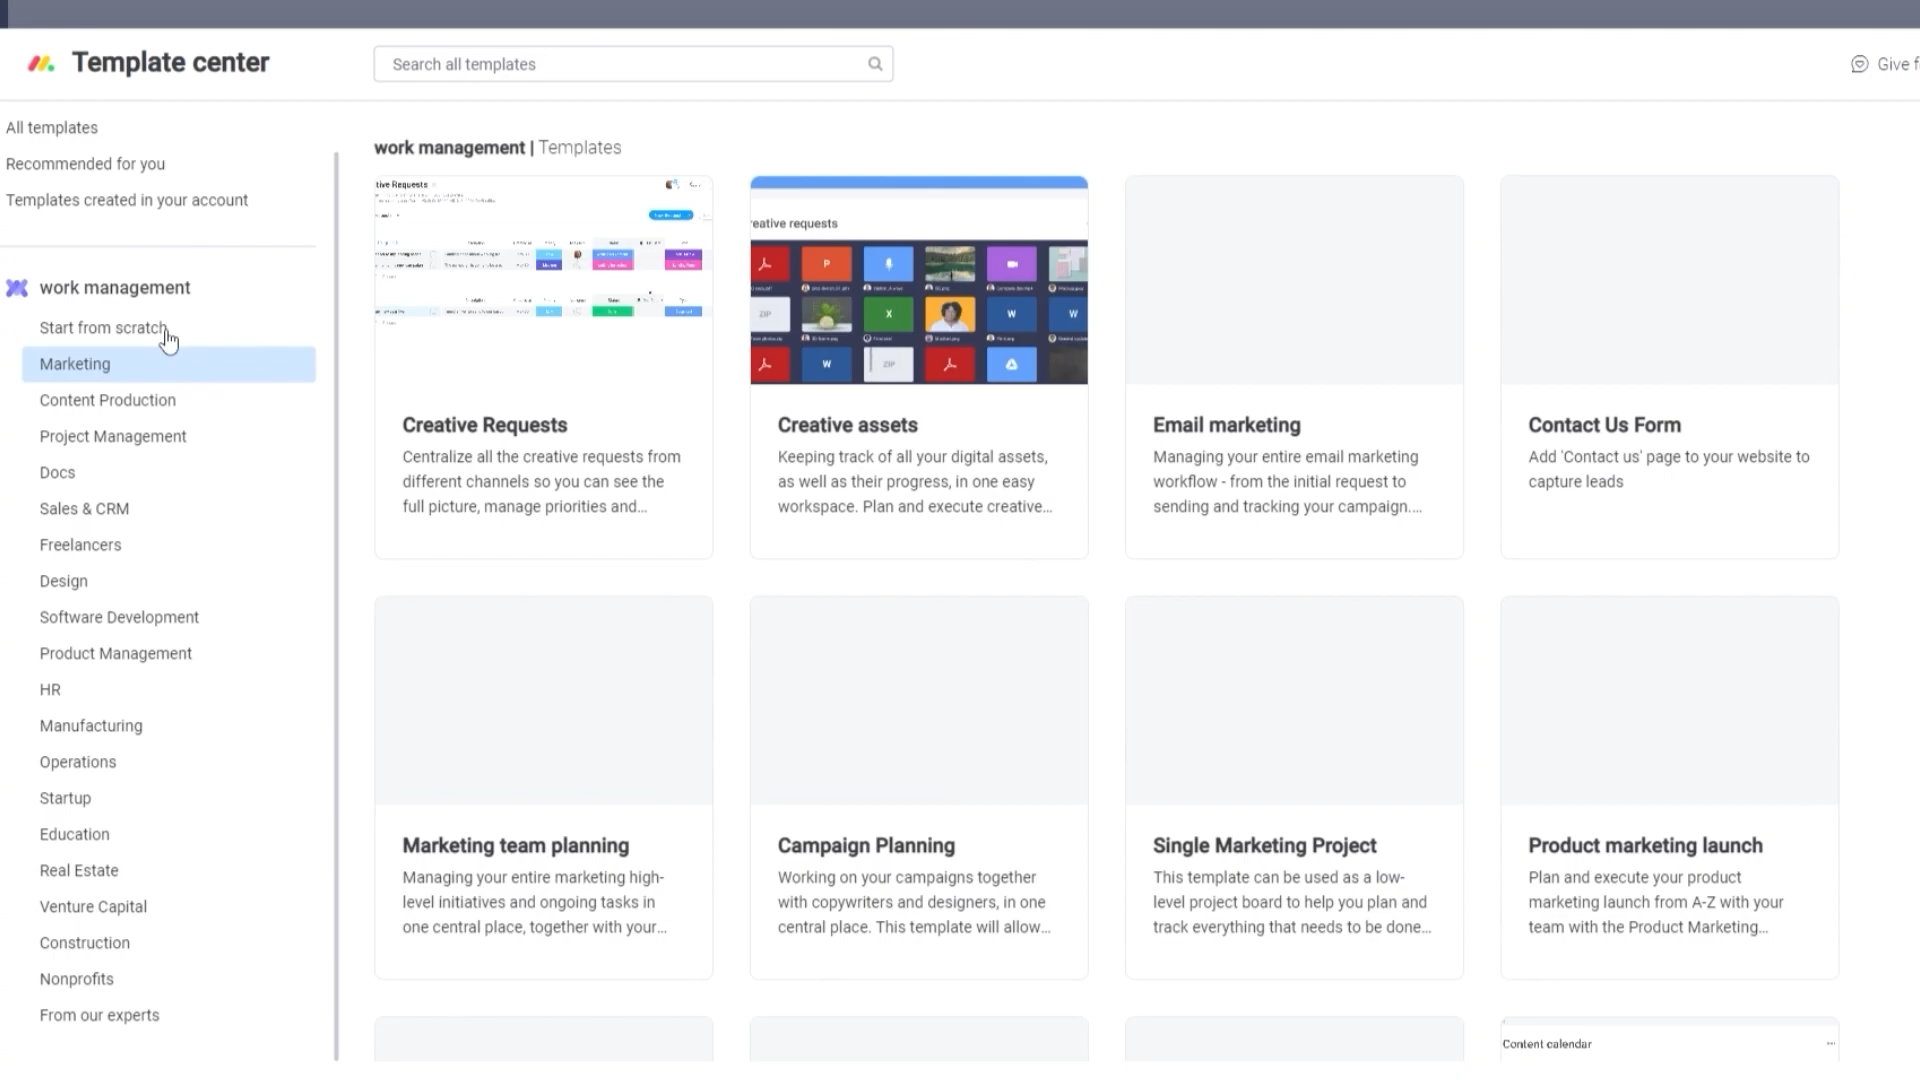 Template center
Search all templates
Give f
All templates
Recommended for you
Templates created in your account
work management
Start from scratch
Marketing
Content Production
Project Management
Docs
Sales & CRM
Freelancers
Design
Software Development
Product Management
HR
Manufacturing
Operations
Startup
Education
Real Estate
Venture Capital
Construction
Nonprofits
From our experts
work management | Templates
tive Requests
Creative Requests
Centralize all the creative requests from
different channels so you can see the
full picture, manage priorities and...
reative requests
P
ZIP
X
W
W
W
ZIP
Creative assets
Keeping track of all your digital assets,
as well as their progress, in one easy
workspace. Plan and execute creative...
Email marketing
Managing your entire email marketing
workflow - from the initial request to
sending and tracking your campaign....
Contact Us Form
Add 'Contact us' page to your website to
capture leads
Marketing team planning
Managing your entire marketing high-
level initiatives and ongoing tasks in
one central place, together with your...
Campaign Planning
Working on your campaigns together
with copywriters and designers, in one
central place. This template will allow...
Single Marketing Project
This template can be used as a low-
level project board to help you plan and
track everything that needs to be done...
Product marketing launch
Plan and execute your product
marketing launch from A-Z with your
team with the Product Marketing...
Content calendar